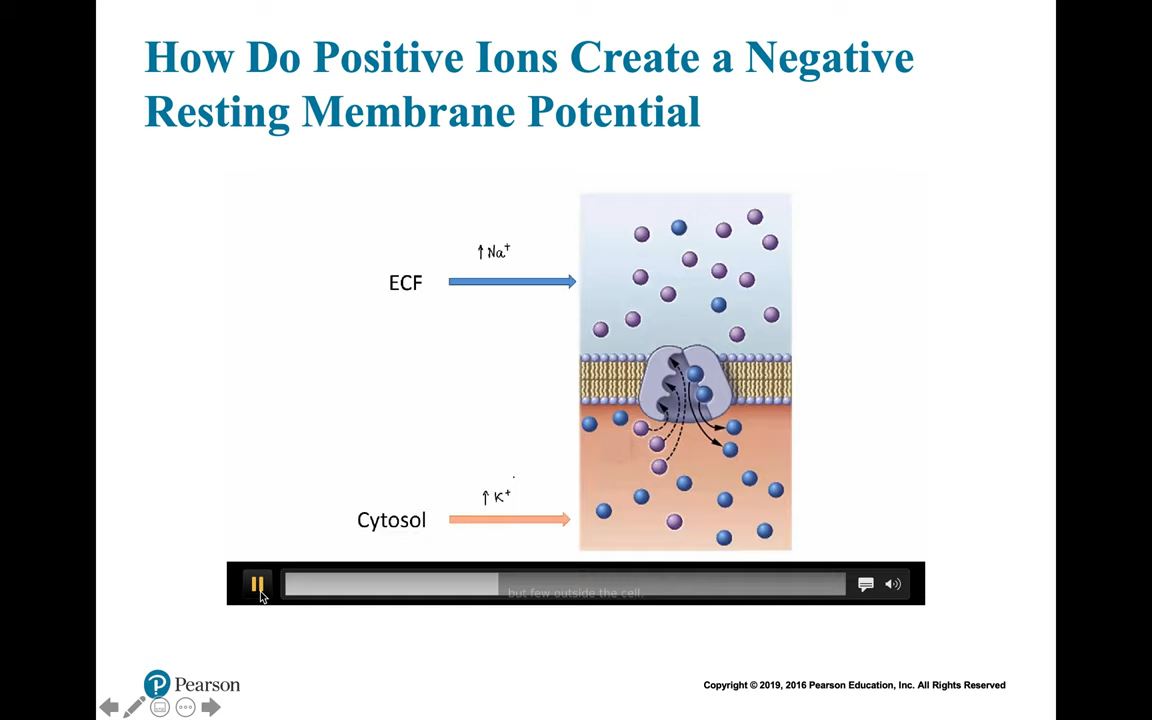 How Do Positive Ions Create a Negative
Resting Membrane Potential
↑Na⁺
ECF
↑K⁺
Cytosol
but few outside the cell.
Pearson
Copyright © 2019, 2016 Pearson Education, Inc. All Rights Reserved